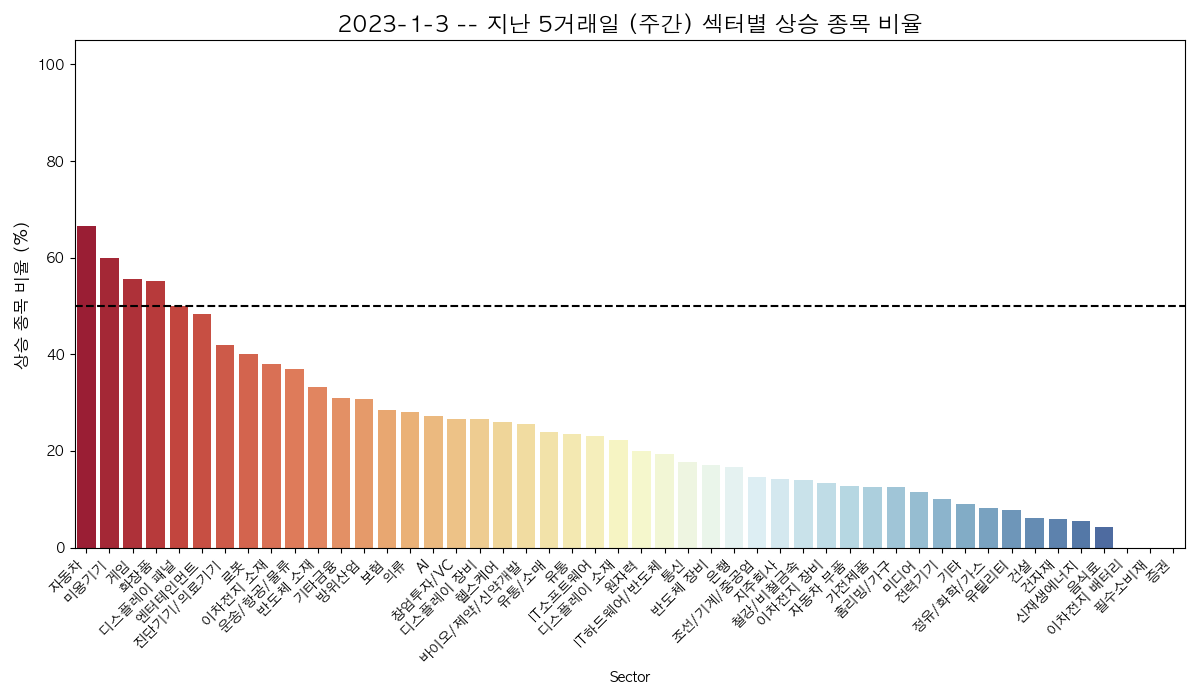 2023-1-3 -- 지난 5거래일 (주간) 섹터별 상승 종목 비율
상승 종목 비율 (%)
100
80
60
40
20
0
자동차
미용기기
게임
화장품
디스플레이 패널
엔터테인먼트
진단기기/의료기기
로봇
이차전지 소재
운송/항공/물류
반도체 소재
기타금융
방위산업
보험
의류
AI
창업투자/VC
디스플레이 장비
헬스케어
바이오/제약/신약개발
유통/소매
유통
IT소프트웨어
디스플레이 소재
원자력
IT하드웨어/반도체
통신
반도체 장비
은행
조선/기계/중공업
지주회사
철강/비철금속
이차전지 장비
자동차 부품
가전제품
홈리빙/가구
미디어
전력기기
기타
정유/화학/가스
유틸리티
건설
건자재
신재생에너지
음식료
이차전지 배터리
필수소비재
증권
Sector